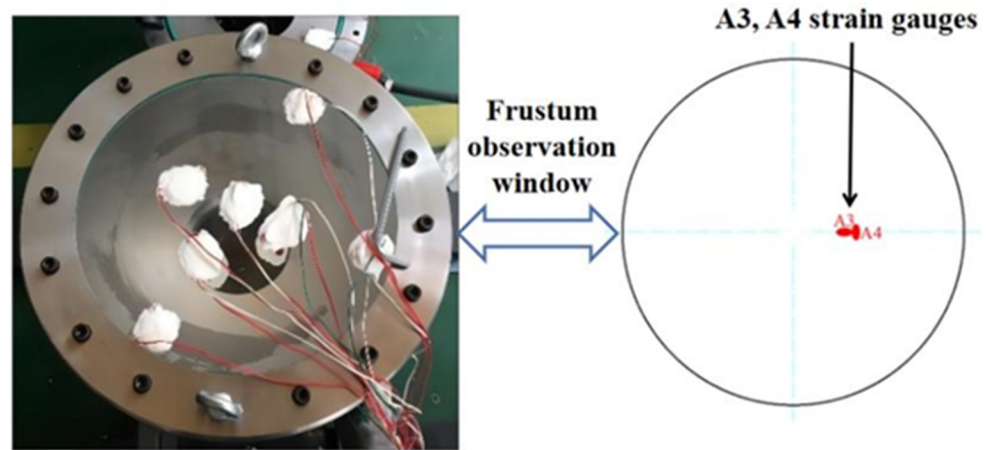 A3, A4 strain gauges
Frustum
observation
window
A3
A4